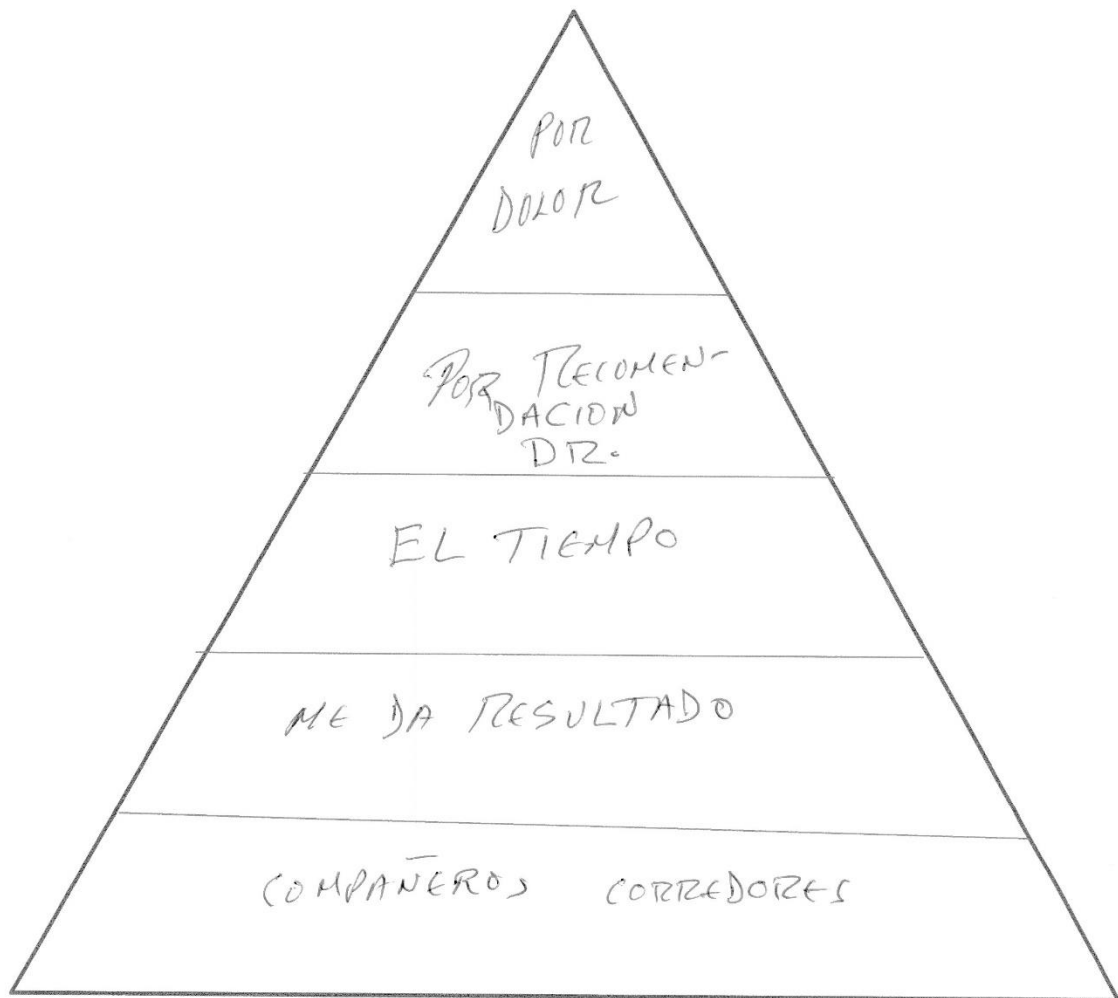 POR
DOLOR
POR RECOMEN-
DACION
DR.
EL TIEMPO
ME DA RESULTADO
COMPAÑEROS CORREDORES